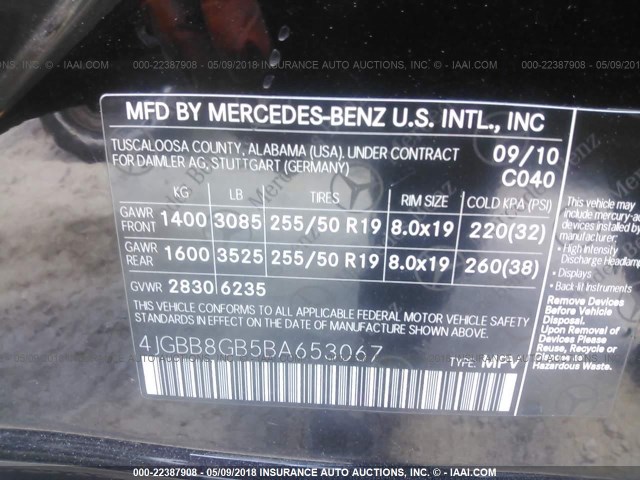 000-22387908 - 05/09/2018 INSURANCE AUTO AUCTIONS, INC. - © IAAI.COM
MFD BY MERCEDES-BENZ U.S. INTL., INC
TUSCALOOSA COUNTY, ALABAMA (USA). UNDER CONTRACT
FOR DAIMLER AG, STUTTGART (GERMANY)
09/10
C040
KG LB TIRES RIM SIZE COLD KPA (PSI)
GAWR FRONT 1400 3085 255/50 R19 8.0x19 220(32)
GAWR REAR 1600 3525 255/50 R19 8.0x19 260(38)
GVWR 2830 6235
THIS VEHICLE CONFORMS TO ALL APPLICABLE FEDERAL MOTOR VEHICLE SAFETY
STANDARDS IN EFFECT ON THE DATE OF MANUFACTURE SHOWN ABOVE.
4JGBB8GB5BA653067
TYPE: MPV
This vehicle may
include mercury-ad
devices installed by
manufacturer:
• High Intensity
Discharge Headlamp
• Displays
• Back-lit Instruments
Remove Devices
Before Vehicle
Disposal.
Upon Removal of
Devices Please
Reuse, Recycle or
Dispose as
Hazardous Waste.
000-22387908 - 05/09/2018 INSURANCE AUTO AUCTIONS, INC. - © IAAI.COM